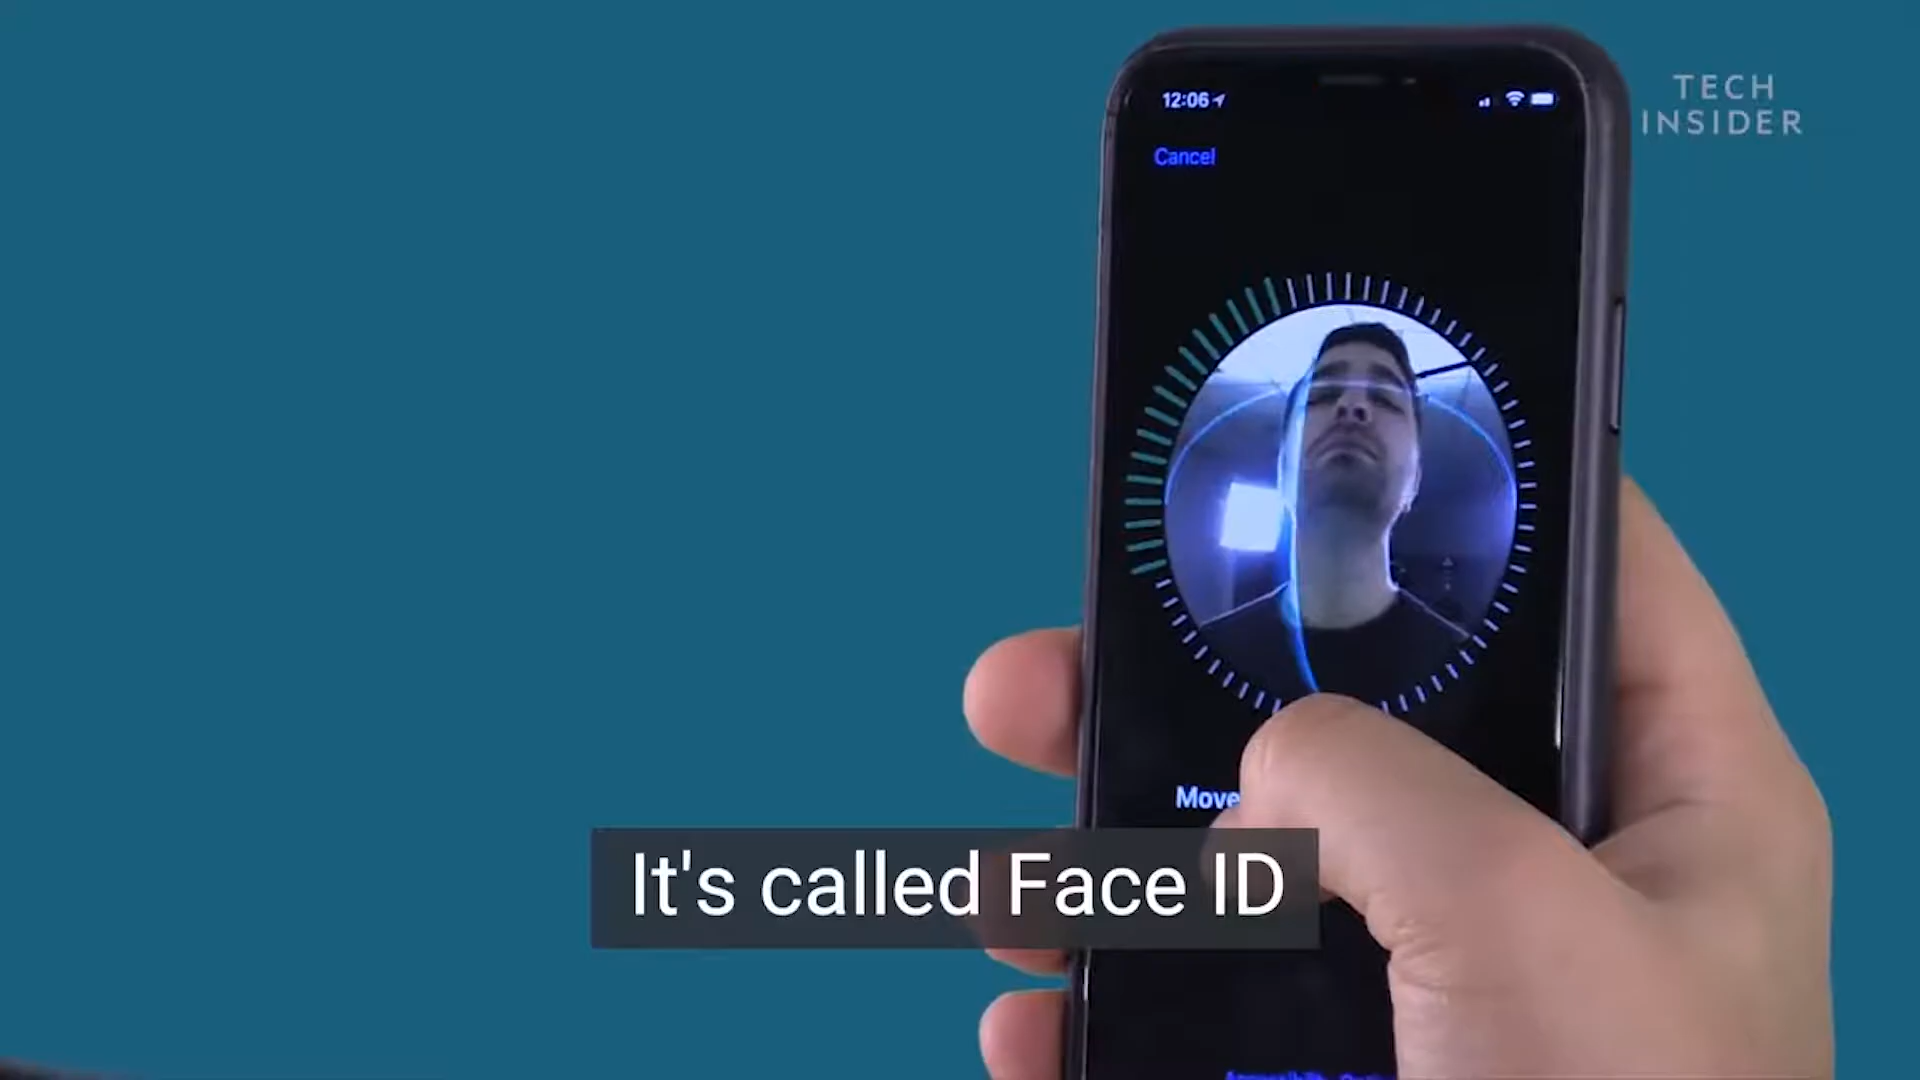 TECH
INSIDER
12:06
Cancel
Move
It's called Face ID